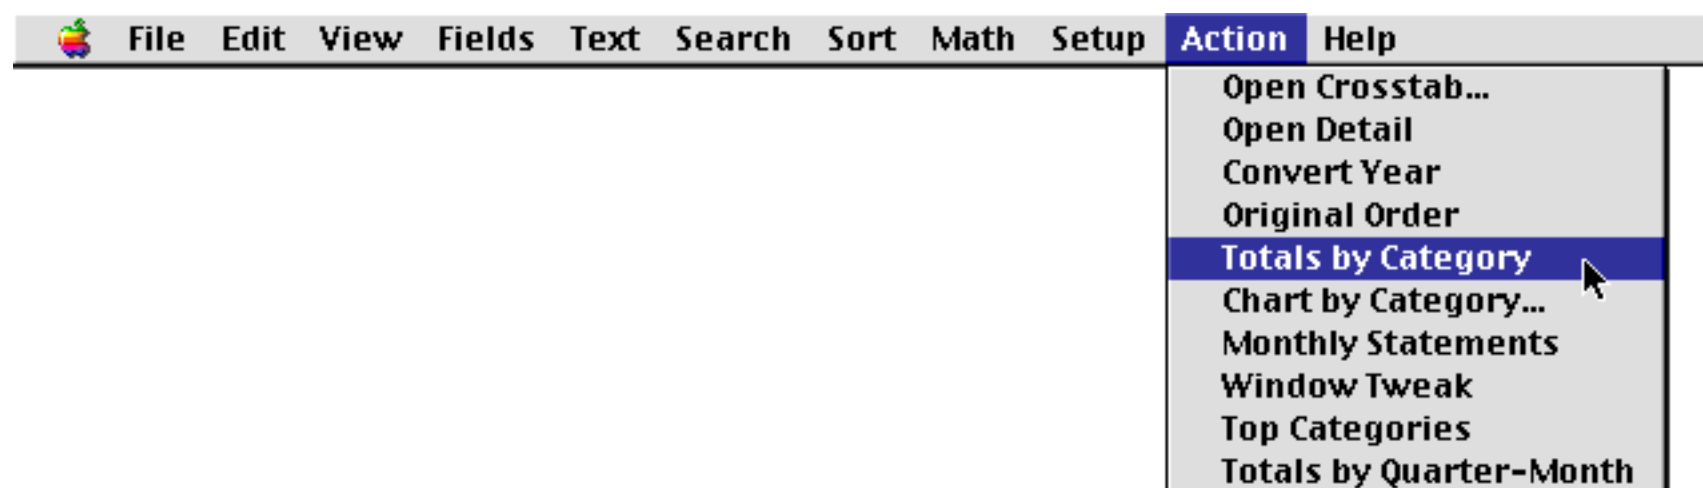 File Edit View Fields Text Search Sort Math Setup Action Help
Open Crosstab...
Open Detail
Convert Year
Original Order
Totals by Category
Chart by Category...
Monthly Statements
Window Tweak
Top Categories
Totals by Quarter-Month